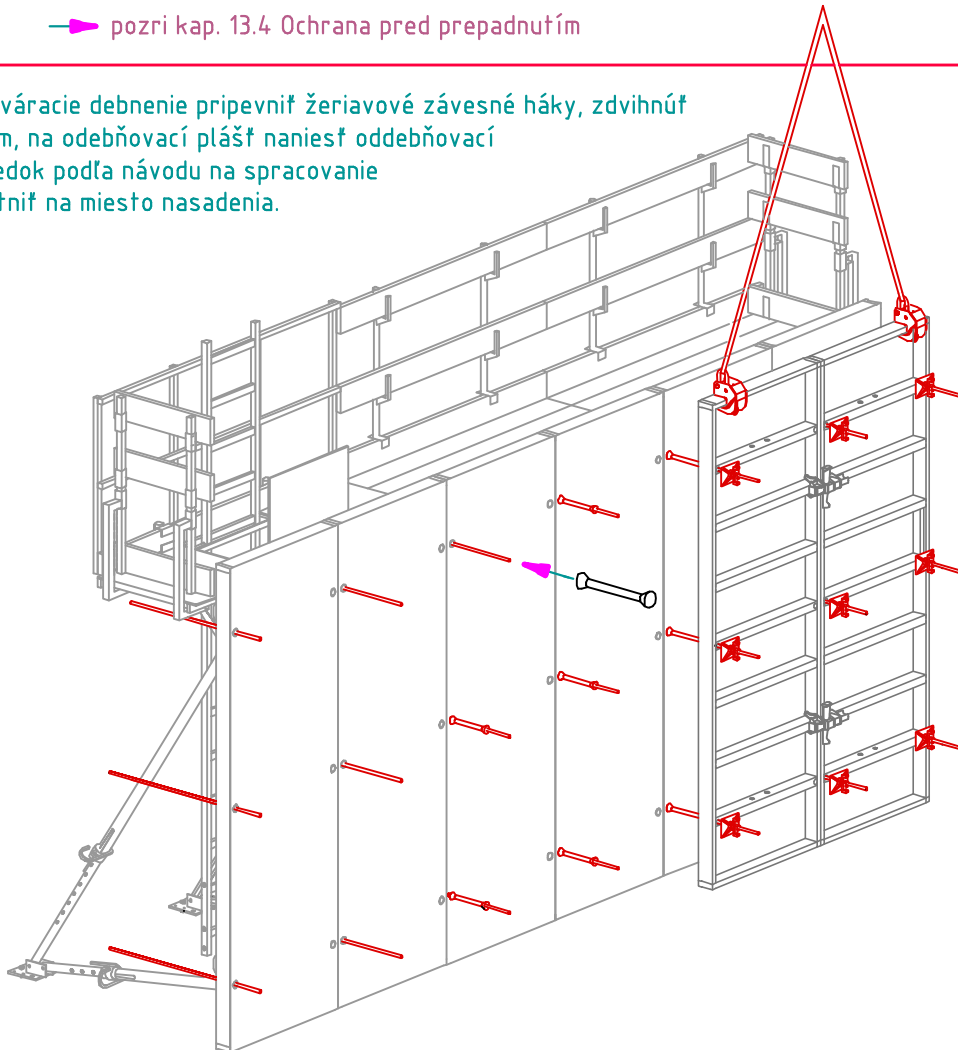 pozri kap. 13.4 Ochrana pred prepadnutím
váracie debnenie pripevniť žeriavové závesné háky, zdvihnúť
m, na odebňovací plášť naniesť oddebňovací
edok podľa návodu na spracovanie
tniť na miesto nasadenia.